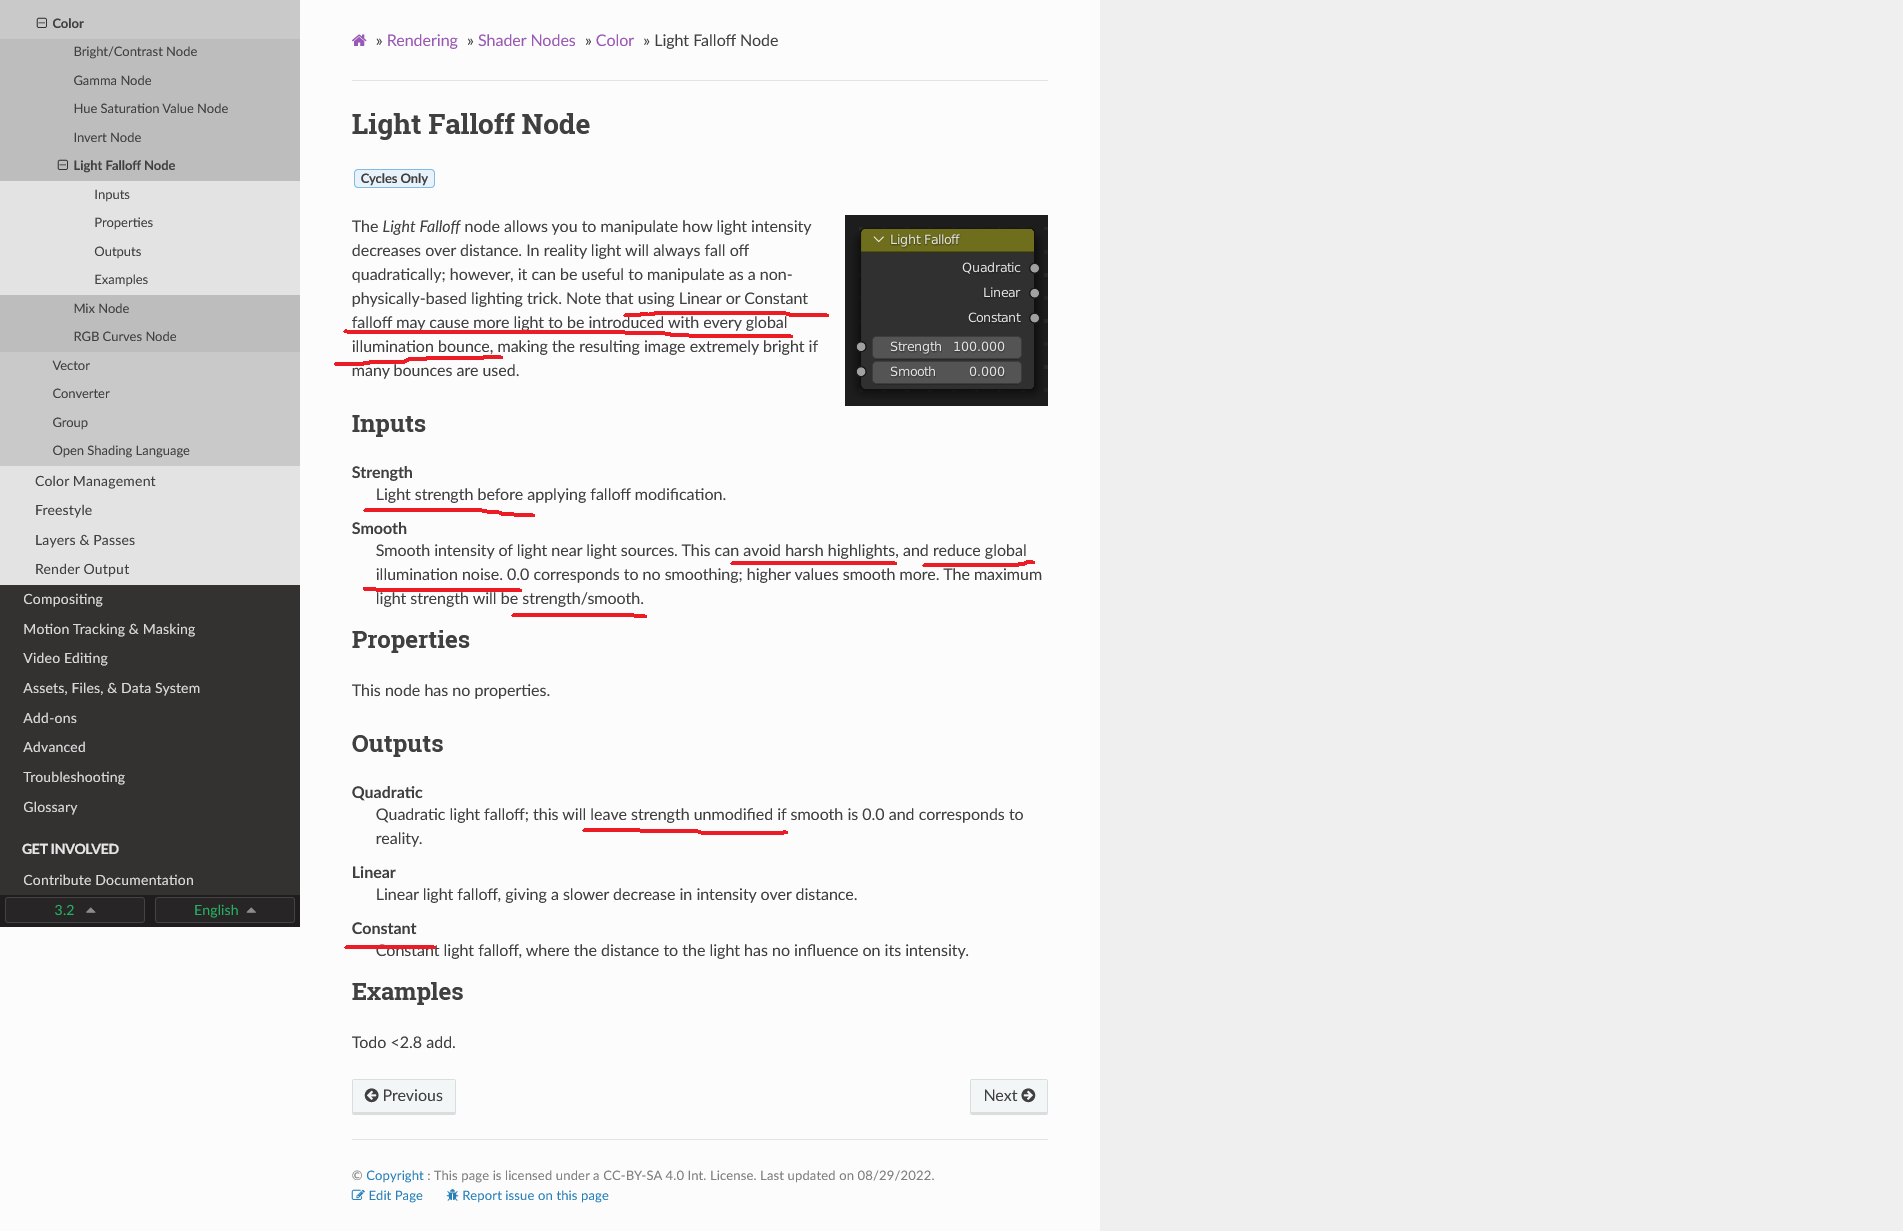 Color
Bright/Contrast Node
Gamma Node
Hue Saturation Value Node
Invert Node
Light Falloff Node
Inputs
Properties
Outputs
Examples
Mix Node
RGB Curves Node
Vector
Converter
Group
Open Shading Language
Color Management
Freestyle
Layers & Passes
Render Output
Compositing
Motion Tracking & Masking
Video Editing
Assets, Files, & Data System
Add-ons
Advanced
Troubleshooting
Glossary
GET INVOLVED
Contribute Documentation
3.2
English
» Rendering » Shader Nodes » Color » Light Falloff Node
Light Falloff Node
Cycles Only
The Light Falloff node allows you to manipulate how light intensity
decreases over distance. In reality light will always fall off
quadratically; however, it can be useful to manipulate as a non-
physically-based lighting trick. Note that using Linear or Constant
falloff may cause more light to be introduced with every global
illumination bounce, making the resulting image extremely bright if
many bounces are used.
Light Falloff
Quadratic
Linear
Constant
Strength 100.000
Smooth 0.000
Inputs
Strength
Light strength before applying falloff modification.
Smooth
Smooth intensity of light near light sources. This can avoid harsh highlights, and reduce global
illumination noise. 0.0 corresponds to no smoothing; higher values smooth more. The maximum
light strength will be strength/smooth.
Properties
This node has no properties.
Outputs
Quadratic
Quadratic light falloff; this will leave strength unmodified if smooth is 0.0 and corresponds to
reality.
Linear
Linear light falloff, giving a slower decrease in intensity over distance.
Constant
Constant light falloff, where the distance to the light has no influence on its intensity.
Examples
Todo <2.8 add.
Previous
Next
© Copyright : This page is licensed under a CC-BY-SA 4.0 Int. License. Last updated on 08/29/2022.
Edit Page
Report issue on this page